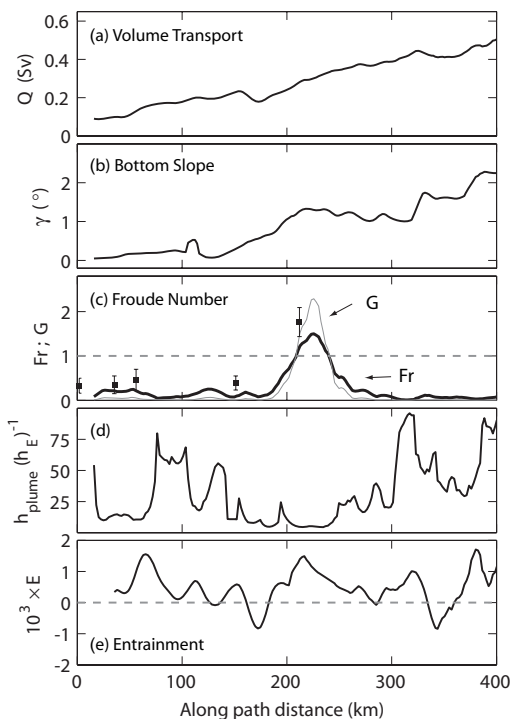 0.6
(a) Volume Transport
0.4
Q (Sv)
0.2
0
(b) Bottom Slope
2
γ (°)
1
0
(c) Froude Number
G
2
Fr ; G
1
Fr
0
(d)
75
h_plume (h_E)^-1
50
25
2
1
10^3 × E
0
-1
(e) Entrainment
-2
0 100 200 300 400
Along path distance (km)